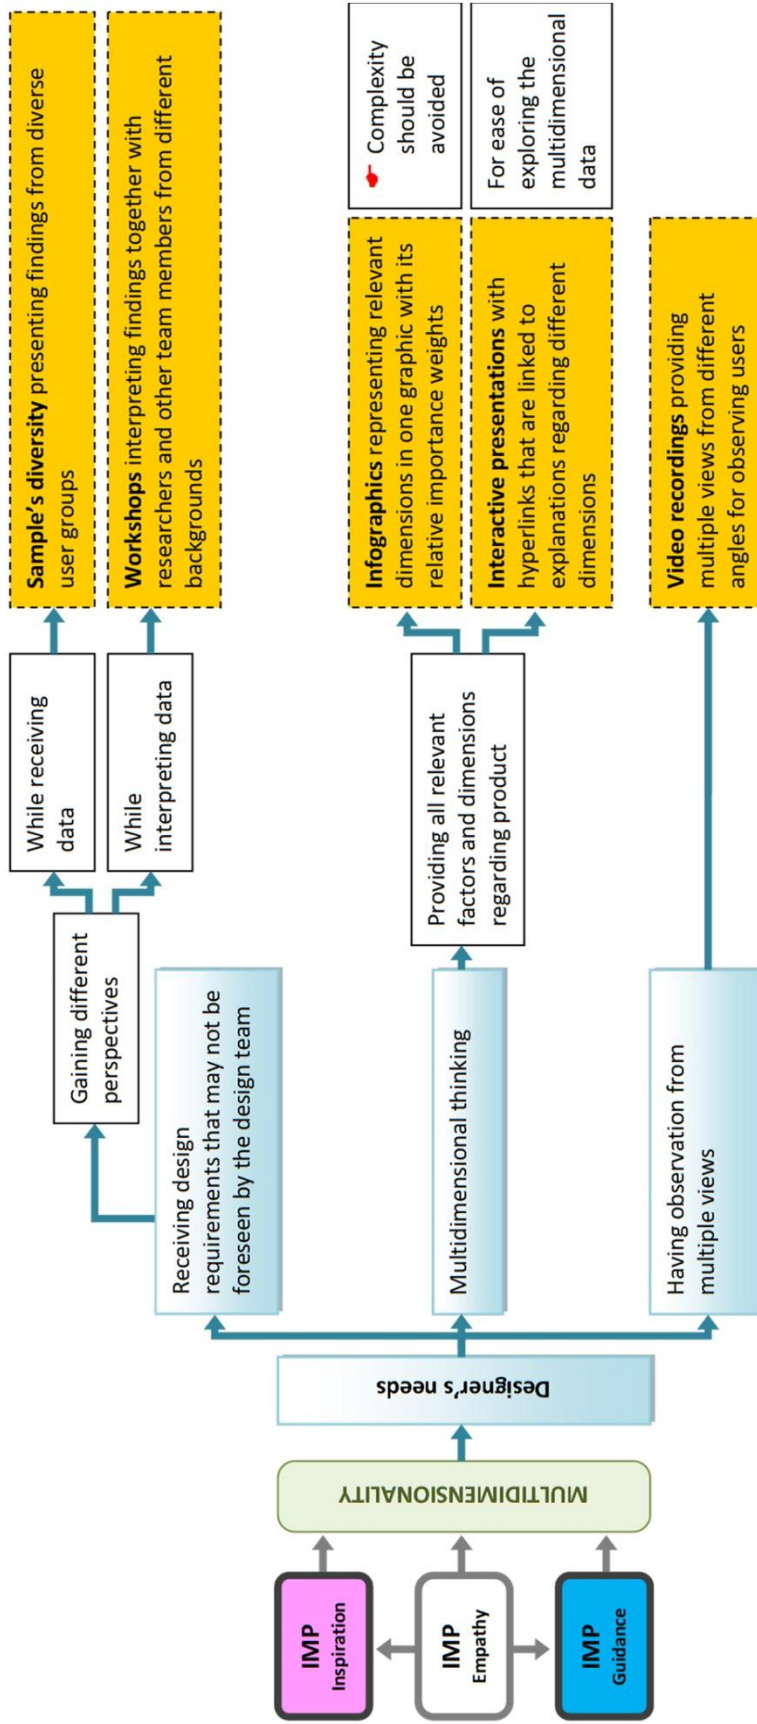 IMP
Inspiration
IMP
Empathy
IMP
Guidance
MULTIDIMENSIONALITY
Designer's needs
Receiving design
requirements that may not be
foreseen by the design team
Gaining different
perspectives
While receiving
data
While
interpreting data
Sample's diversity presenting findings from diverse
user groups
Workshops interpreting findings together with
researchers and other team members from different
backgrounds
Multidimensional thinking
Providing all relevant
factors and dimensions
regarding product
Infographics representing relevant
dimensions in one graphic with its
relative importance weights
Complexity
should be
avoided
Interactive presentations with
hyperlinks that are linked to
explanations regarding different
dimensions
For ease of
exploring the
multidimensional
data
Having observation from
multiple views
Video recordings providing
multiple views from different
angles for observing users